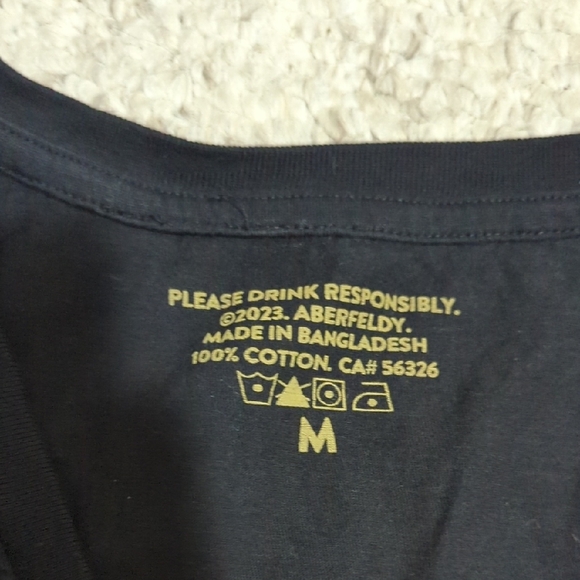 PLEASE DRINK RESPONSIBLY.
©2023. ABERFELDY.
MADE IN BANGLADESH
100% COTTON. CA# 56326
M